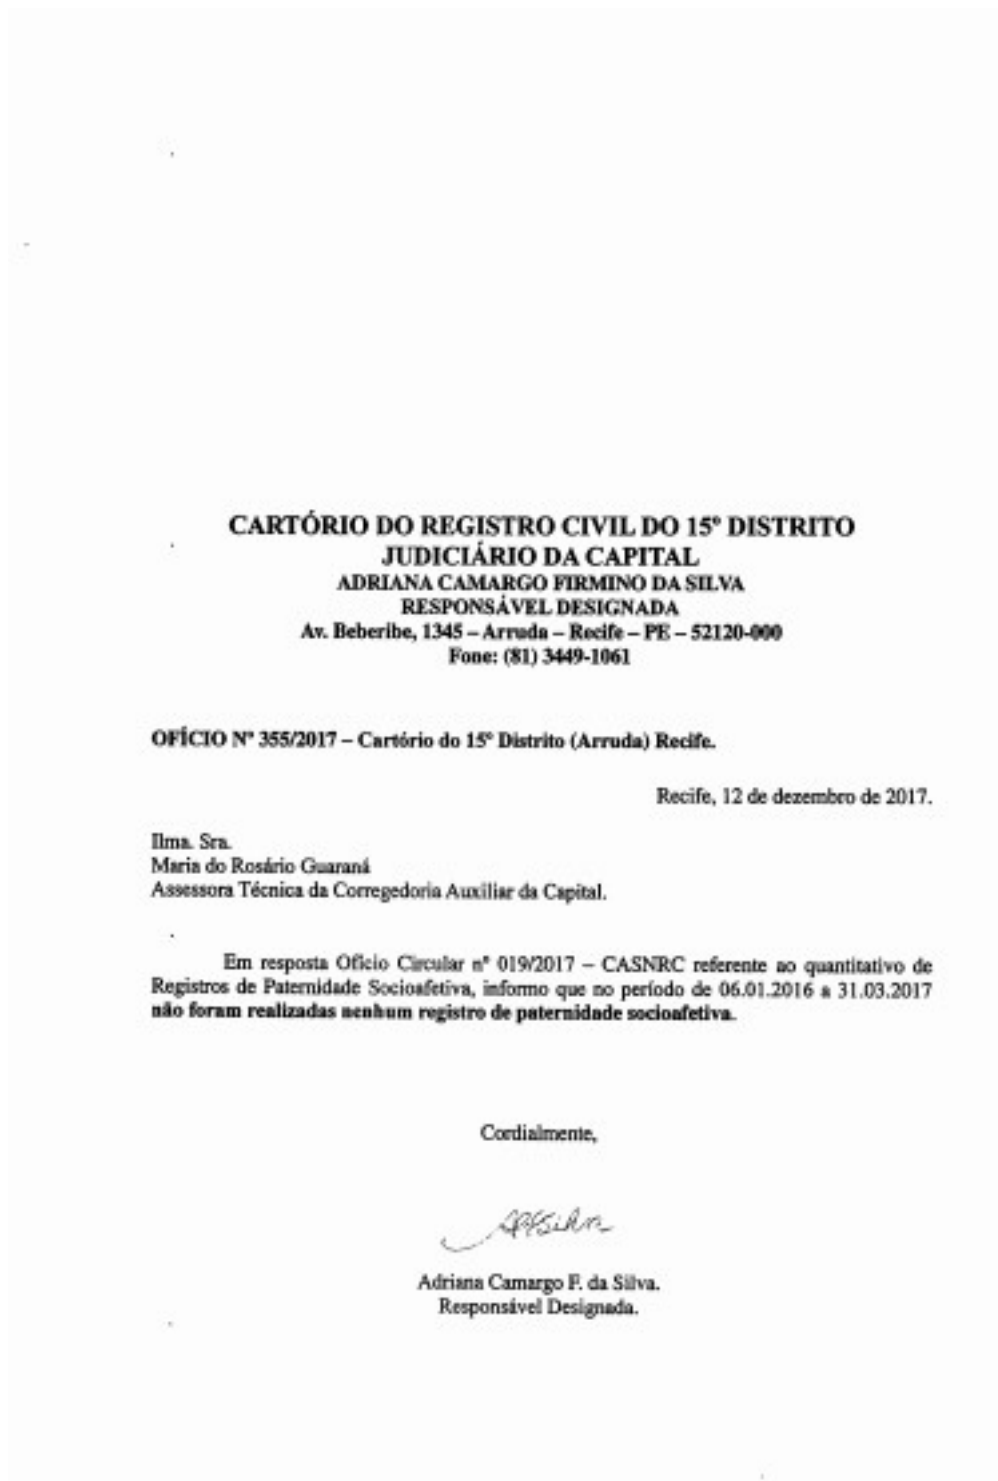 CARTÓRIO DO REGISTRO CIVIL DO 15º DISTRITO
JUDICIÁRIO DA CAPITAL
ADRIANA CAMARGO FIRMINO DA SILVA
RESPONSÁVEL DESIGNADA
Av. Beberibe, 1345 – Arruda – Recife – PE – 52120-000
Fone: (81) 3449-1061
OFÍCIO Nº 355/2017 – Cartório do 15º Distrito (Arruda) Recife.
Recife, 12 de dezembro de 2017.
Ilma. Sra.
Maria do Rosário Guaraná
Assessora Técnica da Corregedoria Auxiliar da Capital.
Em resposta Ofício Circular nº 019/2017 – CASNRC referente ao quantitativo de
Registros de Paternidade Socioafetiva, informo que no período de 06.01.2016 a 31.03.2017
não foram realizadas nenhum registro de paternidade socioafetiva.
Cordialmente,
Adriana Camargo F. da Silva.
Responsável Designada.